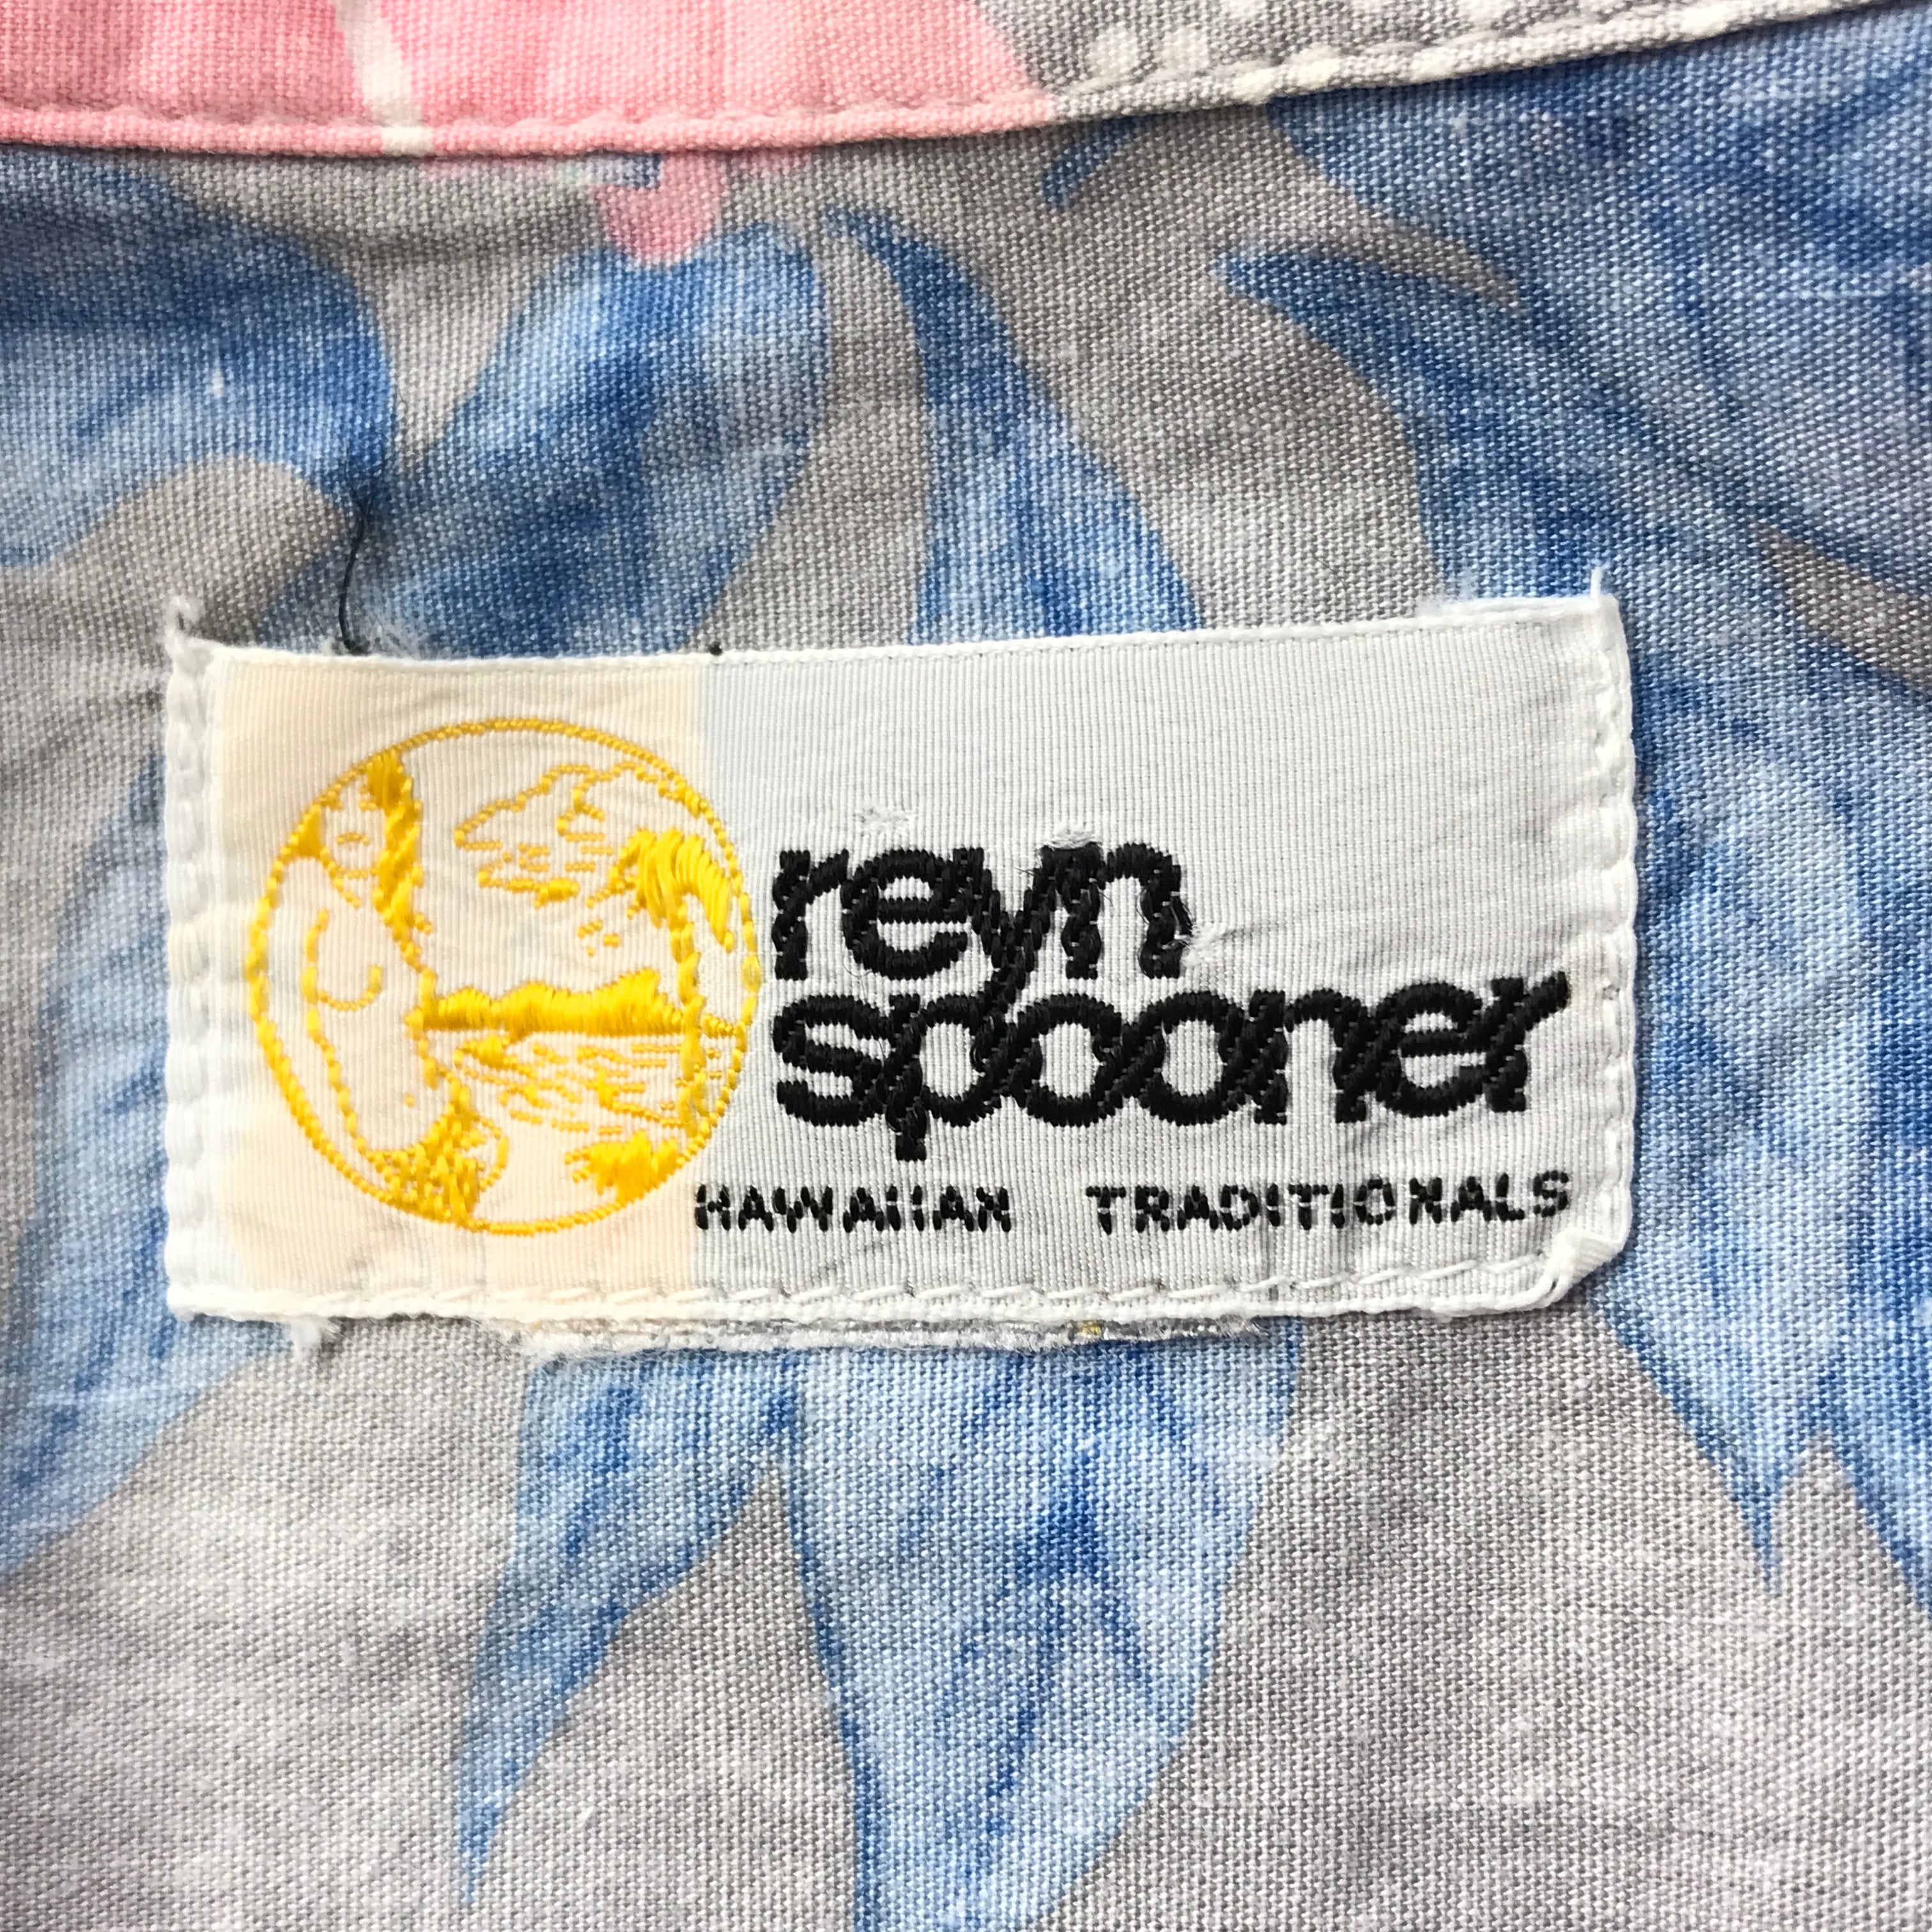 reyn
spooner
HAWAIIAN TRADITIONALS